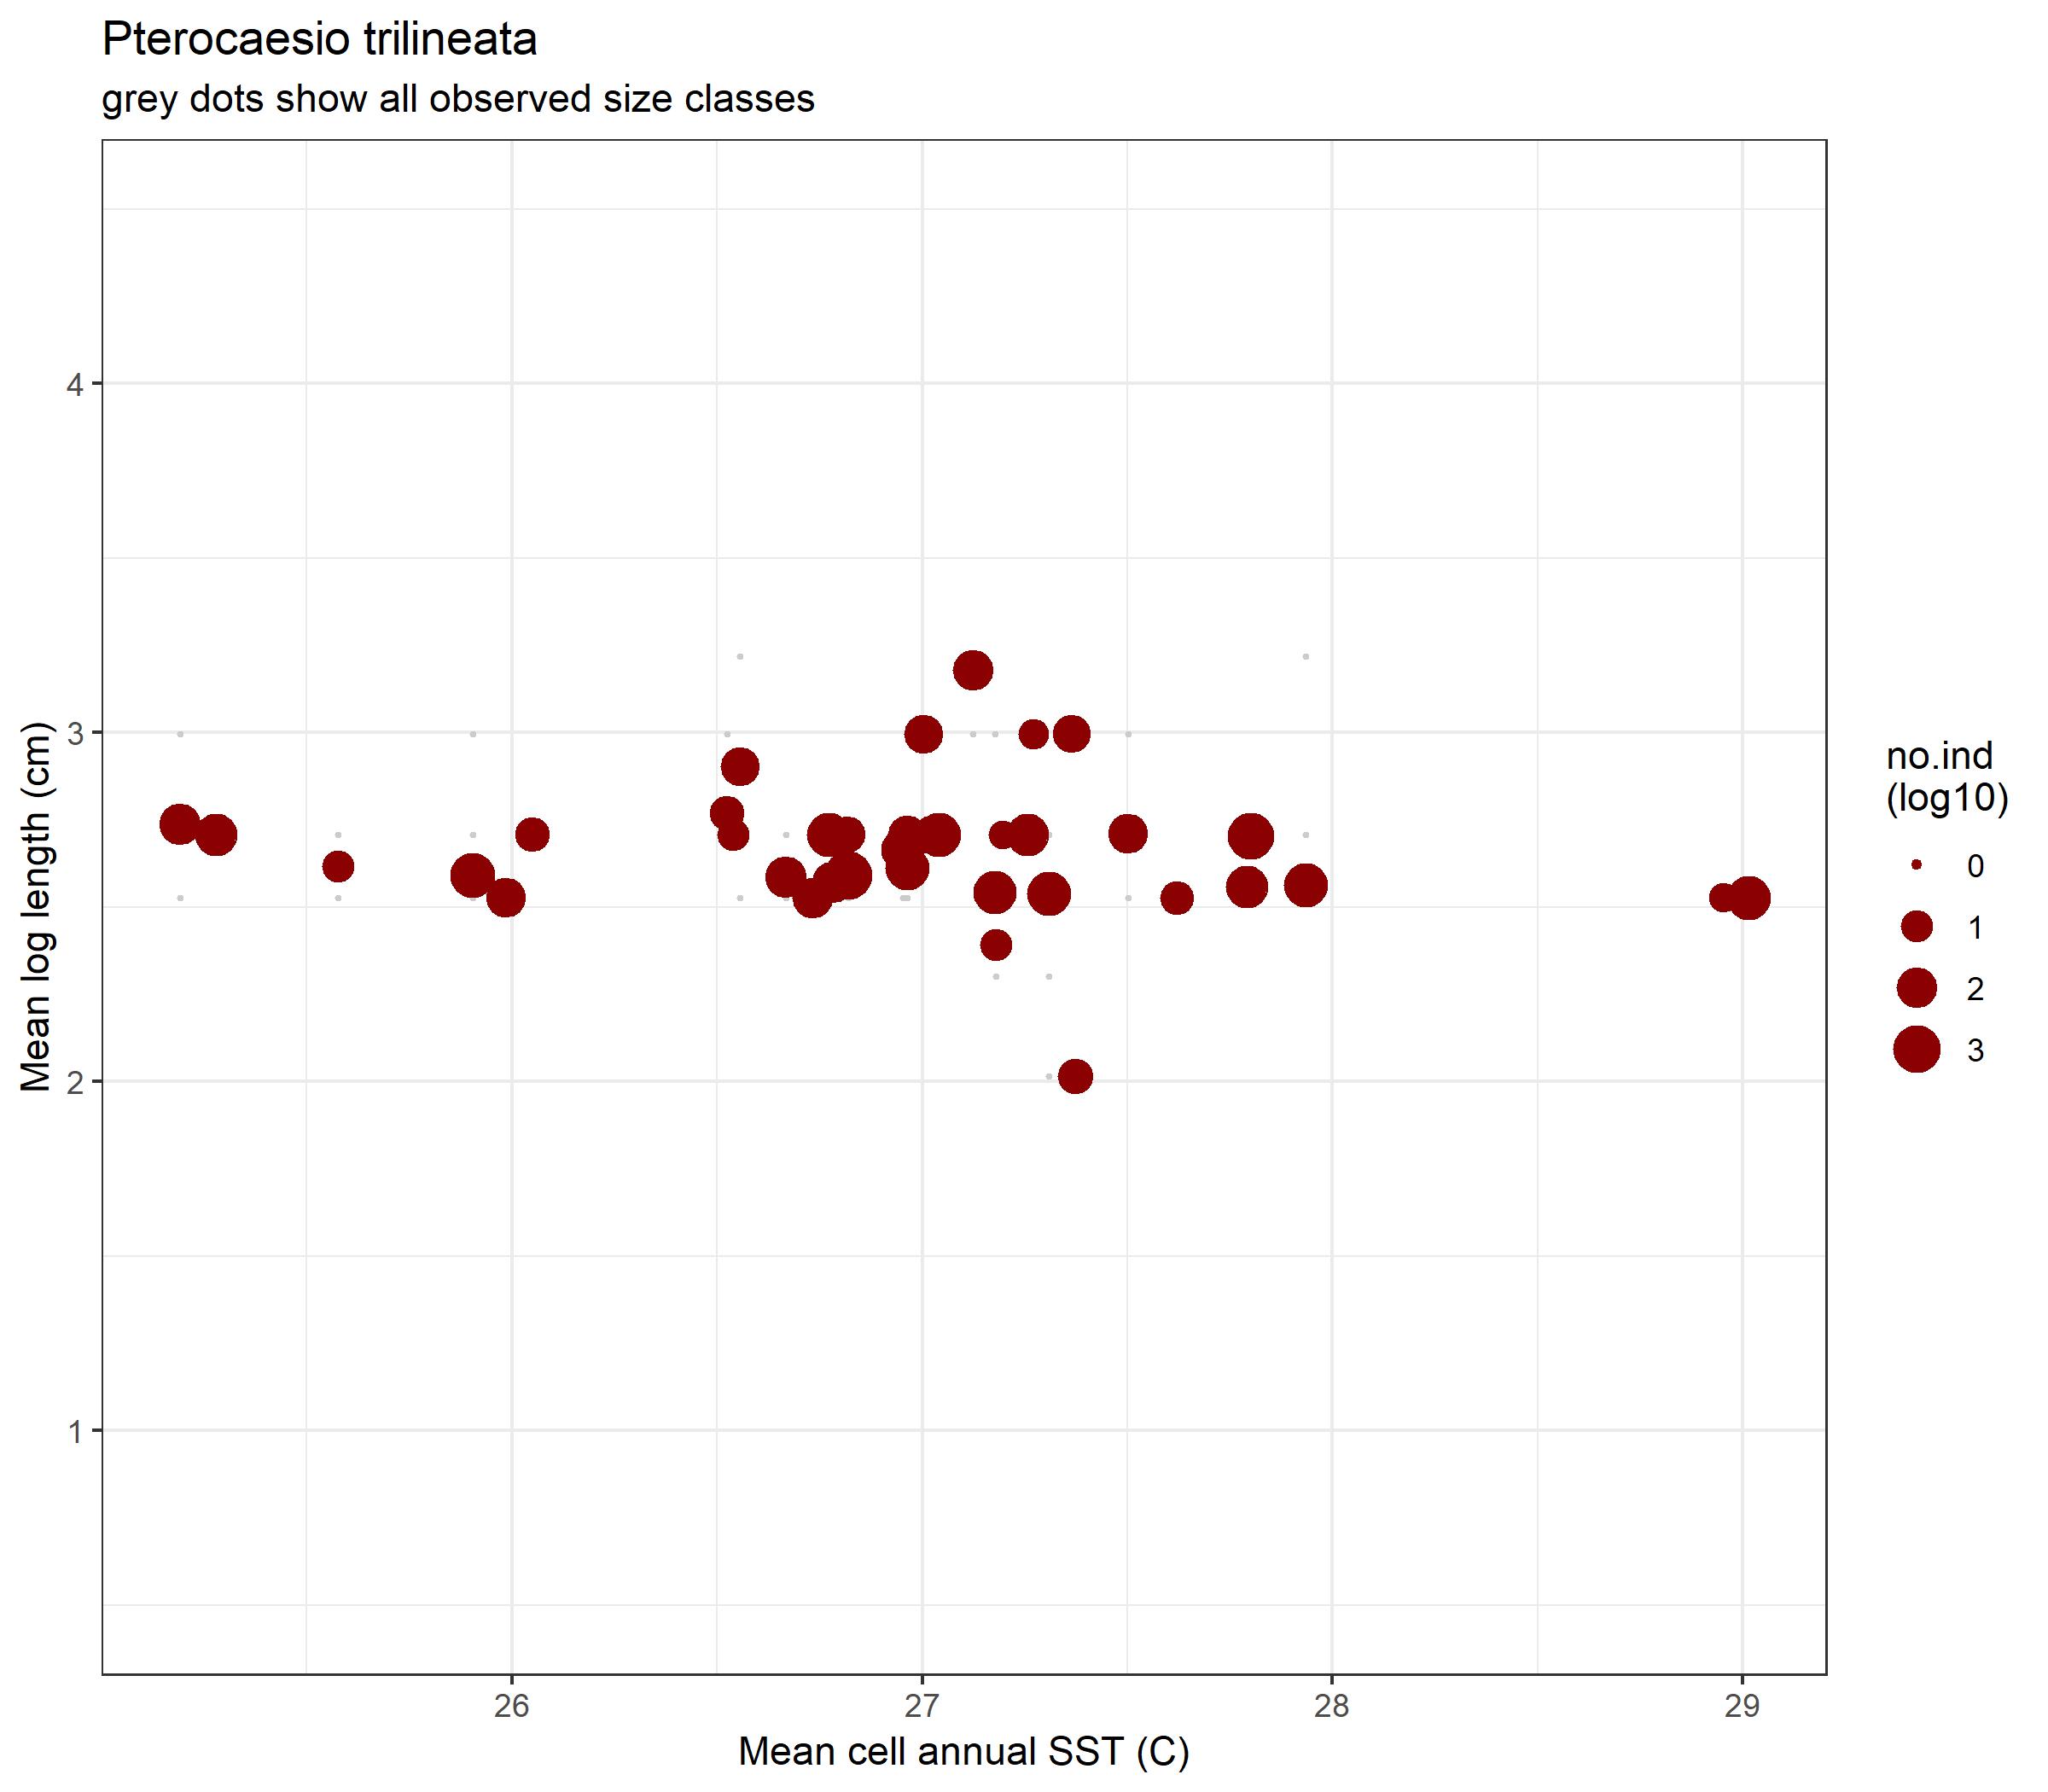 Pterocaesio trilineata
grey dots show all observed size classes
4
3
2
1
Mean log length (cm)
26
27
28
29
Mean cell annual SST (C)
no.ind
(log10)
0
1
2
3